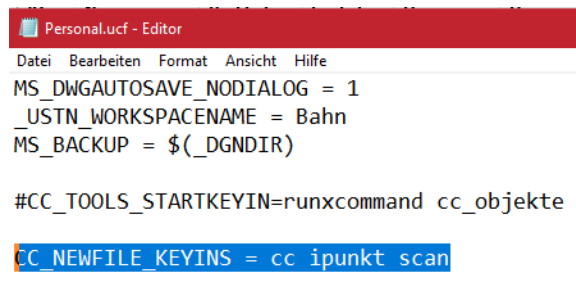 Personal.ucf - Editor
Datei Bearbeiten Format Ansicht Hilfe
MS_DWGAUTOSAVE_NODIALOG = 1
_USTN_WORKSPACENAME = Bahn
MS_BACKUP = $(_DGNDIR)
#CC_TOOLS_STARTKEYIN=runxcommand cc_objekte
CC_NEWFILE_KEYINS = cc ipunkt scan